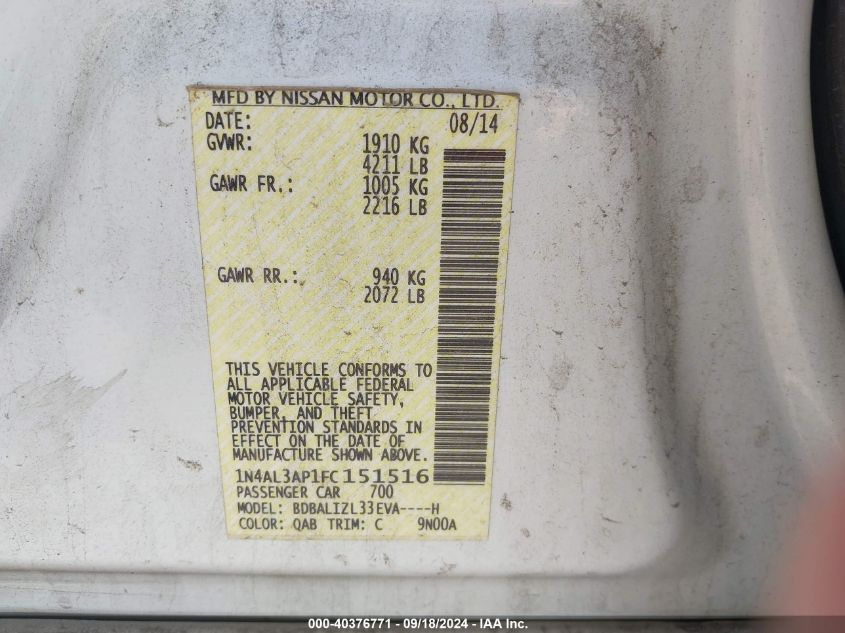 MFD BY NISSAN MOTOR CO., LTD.
DATE: 08/14
GVWR: 1910 KG
4211 LB
GAWR FR.: 1005 KG
2216 LB
GAWR RR.: 940 KG
2072 LB
THIS VEHICLE CONFORMS TO
ALL APPLICABLE FEDERAL
MOTOR VEHICLE SAFETY,
BUMPER, AND THEFT
PREVENTION STANDARDS IN
EFFECT ON THE DATE OF
MANUFACTURE SHOWN ABOVE.
1N4AL3AP1FC151516
PASSENGER CAR 700
MODEL: BDBALIZL33EVA----H
COLOR: QAB TRIM: C 9N00A
000-40376771 - 09/18/2024 - IAA Inc.